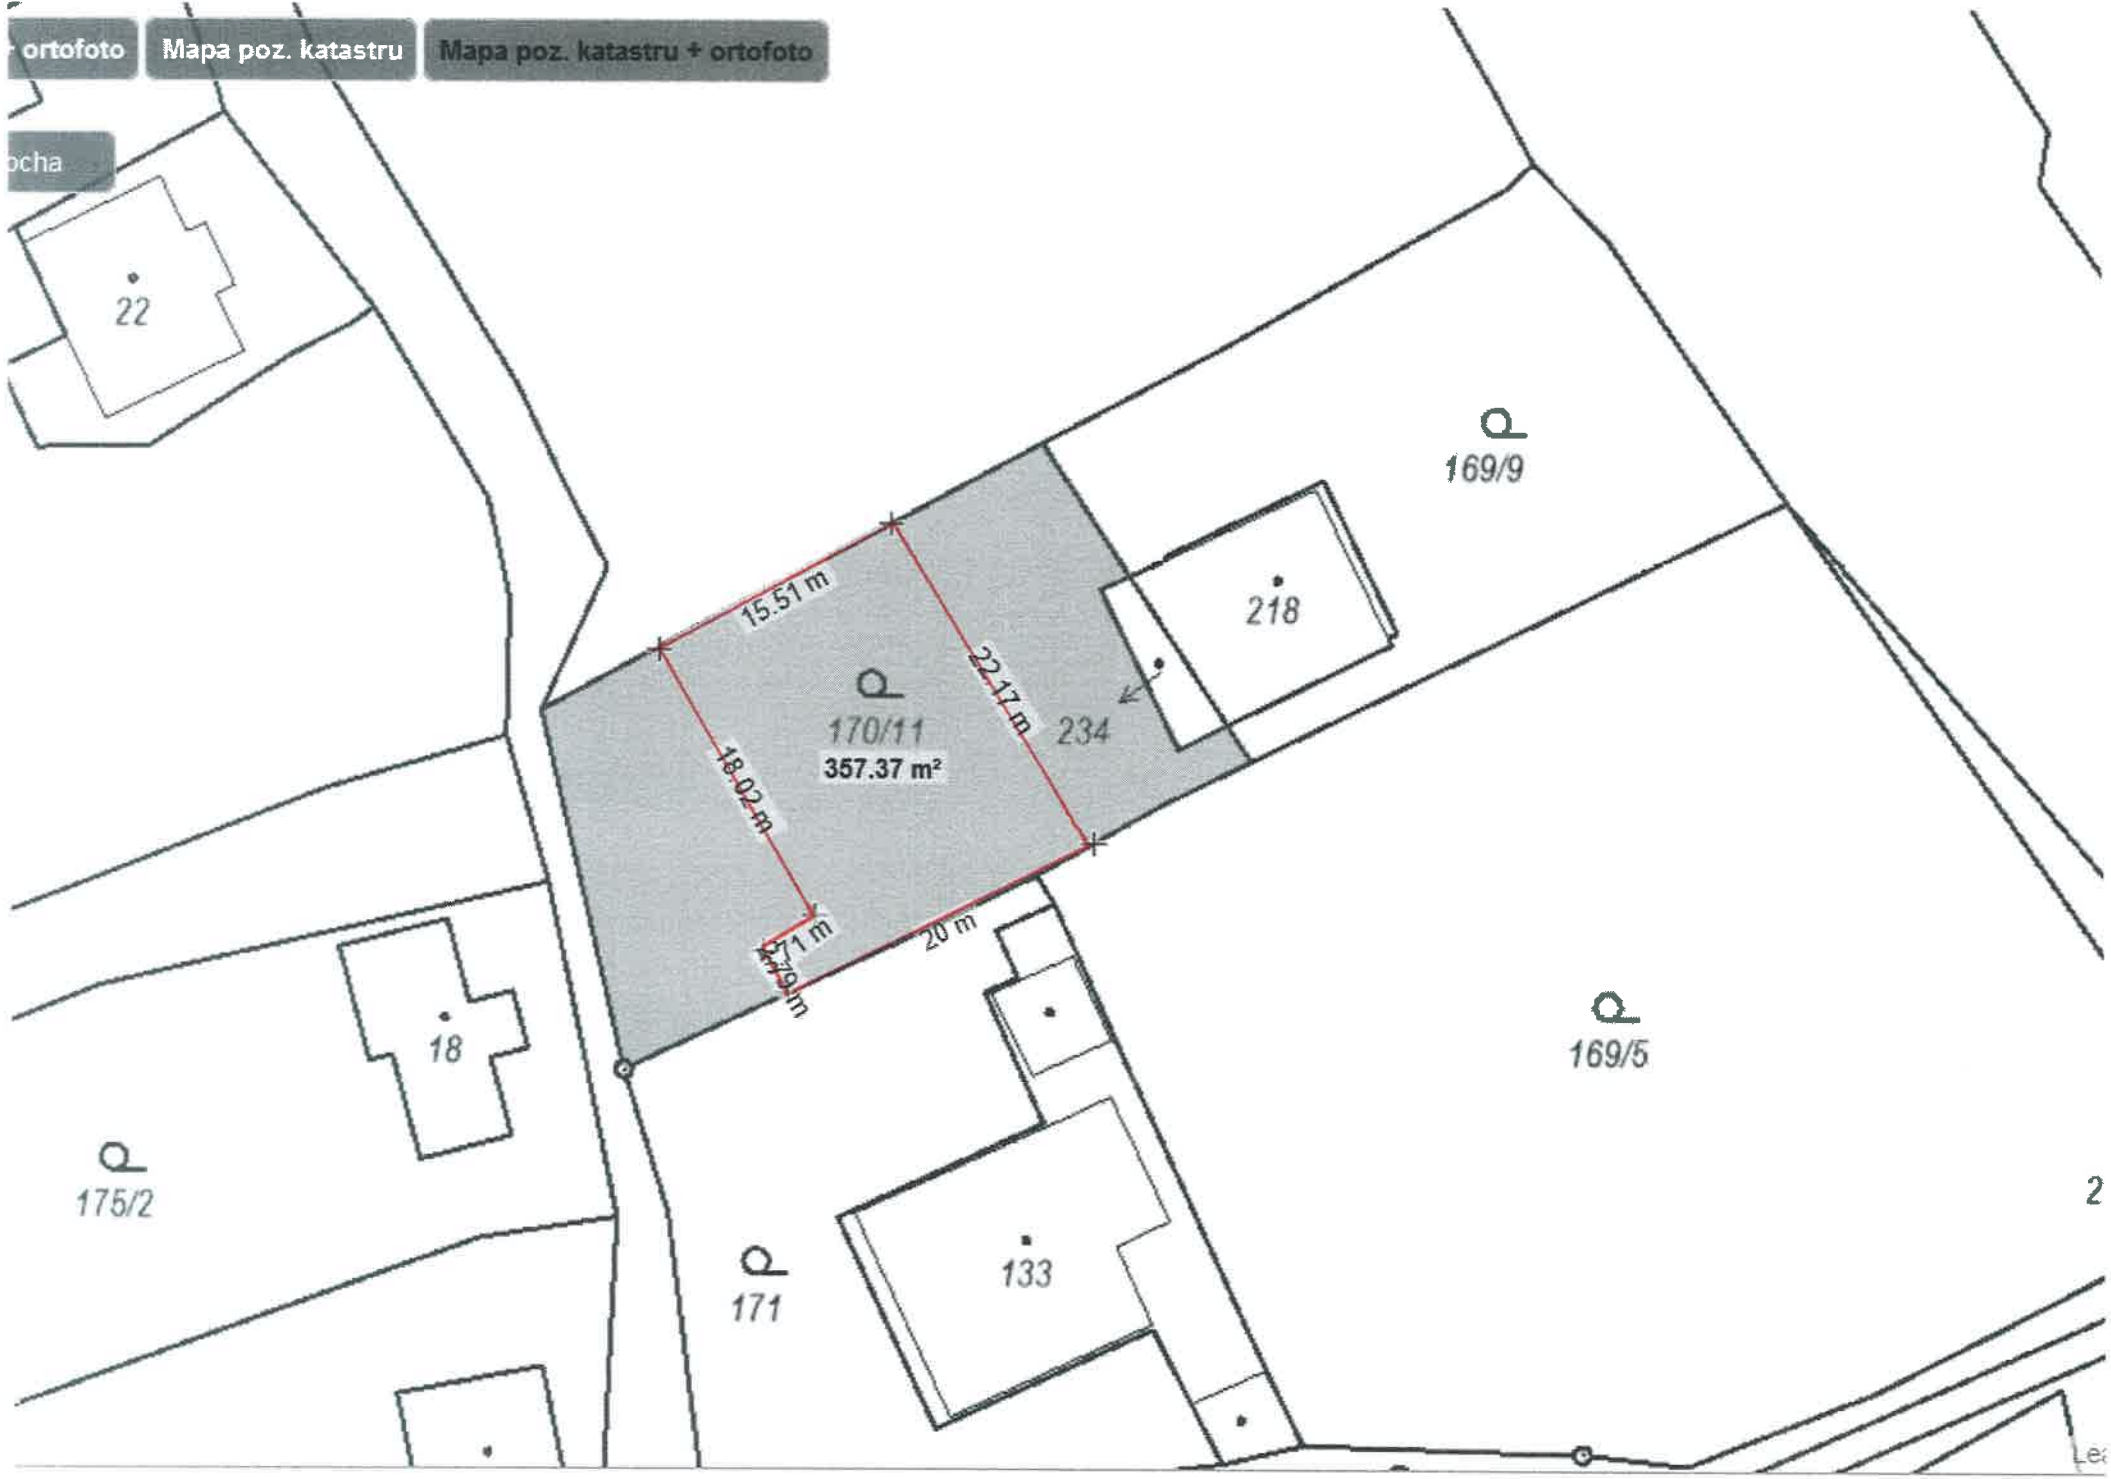 ortofoto
Mapa poz. katastru
Mapa poz. katastru + ortofoto
ocha
22
169/9
15.51 m
218
22.17 m
170/11
357.37 m²
234
18.02 m
71 m
2.79 m
20 m
18
169/5
175/2
2
133
171
Lea